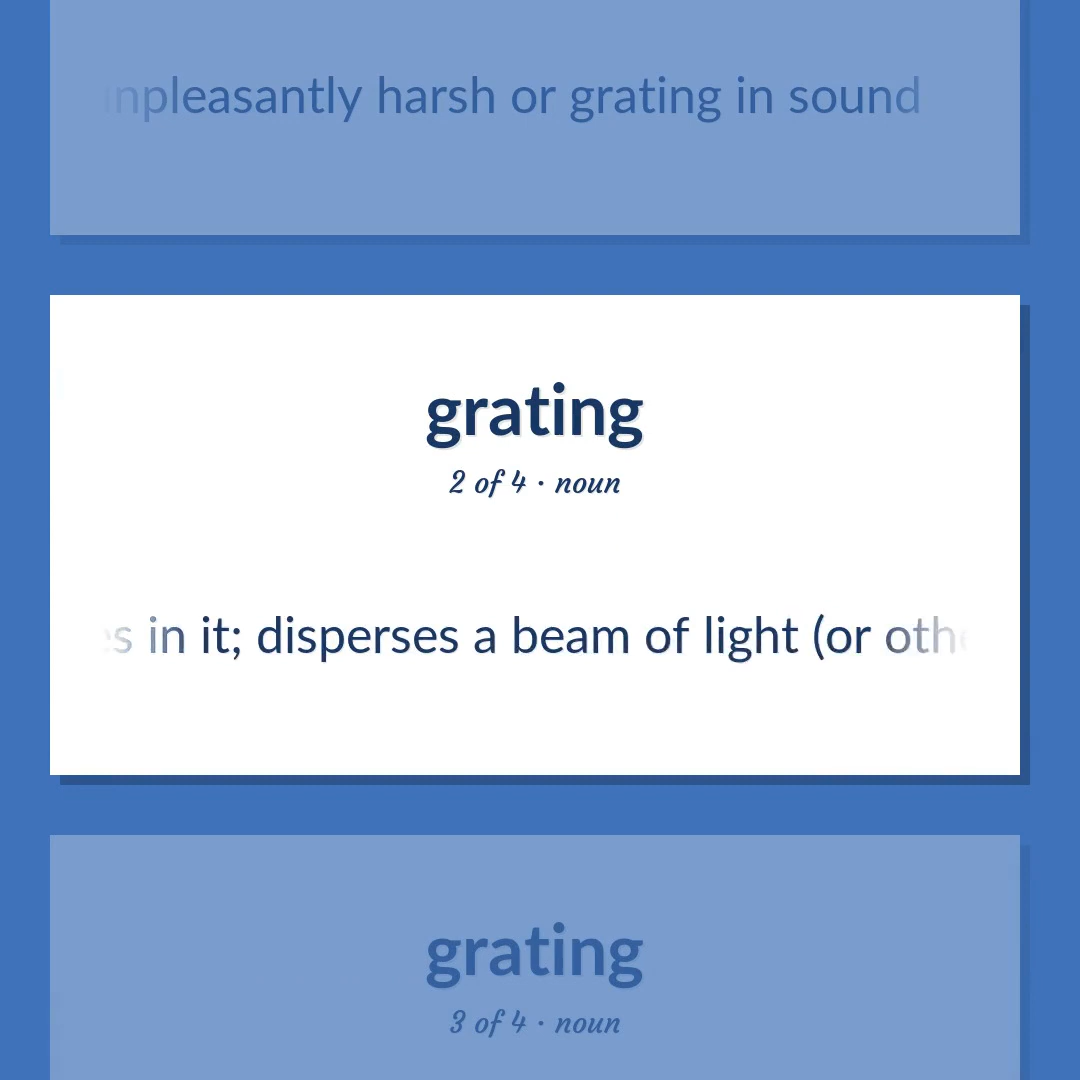 npleasantly harsh or grating in sound
grating
2 of 4 · noun
s in it; disperses a beam of light (or oth
grating
3 of 4 · noun